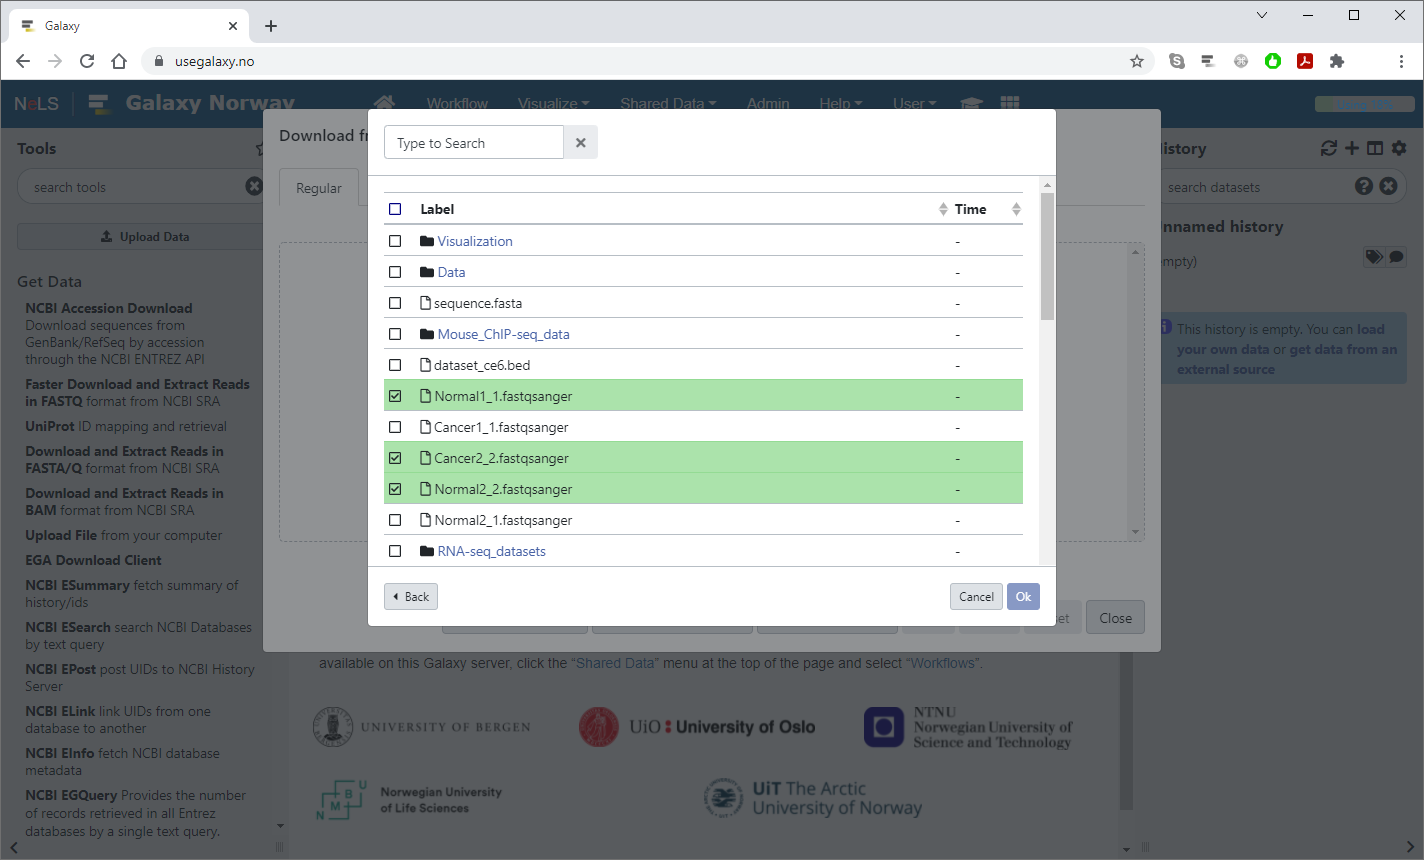 Galaxy
usegalaxy.no
NeLS
Galaxy Norway
Workflow
Visualize
Shared Data
Admin
Help
User
Tools
search tools
Upload Data
Get Data
NCBI Accession Download
Download sequences from
GenBank/RefSeq by accession
through the NCBI ENTREZ API
Faster Download and Extract Reads
in FASTQ format from NCBI SRA
UniProt ID mapping and retrieval
Download and Extract Reads in
FASTA/Q format from NCBI SRA
Download and Extract Reads in
BAM format from NCBI SRA
Upload File from your computer
EGA Download Client
NCBI ESummary fetch summary of
history/ids
NCBI ESearch search NCBI Databases
by text query
NCBI EPost post UIDs to NCBI History
Server
NCBI ELink link UIDs from one
database to another
NCBI EInfo fetch NCBI database
metadata
NCBI EGQuery Provides the number
of records retrieved in all Entrez
databases by a single text query.
Download
Regular
Type to Search
Label Time
Visualization -
Data -
sequence.fasta -
Mouse_ChIP-seq_data -
dataset_ce6.bed -
Normal1_1.fastqsanger -
Cancer1_1.fastqsanger -
Cancer2_2.fastqsanger -
Normal2_2.fastqsanger -
Normal2_1.fastqsanger -
RNA-seq_datasets -
Back
Cancel
Ok
Close
available on this Galaxy server, click the “Shared Data” menu at the top of the page and select “Workflows”.
UNIVERSITY OF BERGEN
UiO University of Oslo
NTNU
Norwegian University of
Science and Technology
NMBU
Norwegian University
of Life Sciences
UiT The Arctic
University of Norway
istory
search datasets
nnamed history
mpty)
This history is empty. You can load
your own data or get data from an
external source